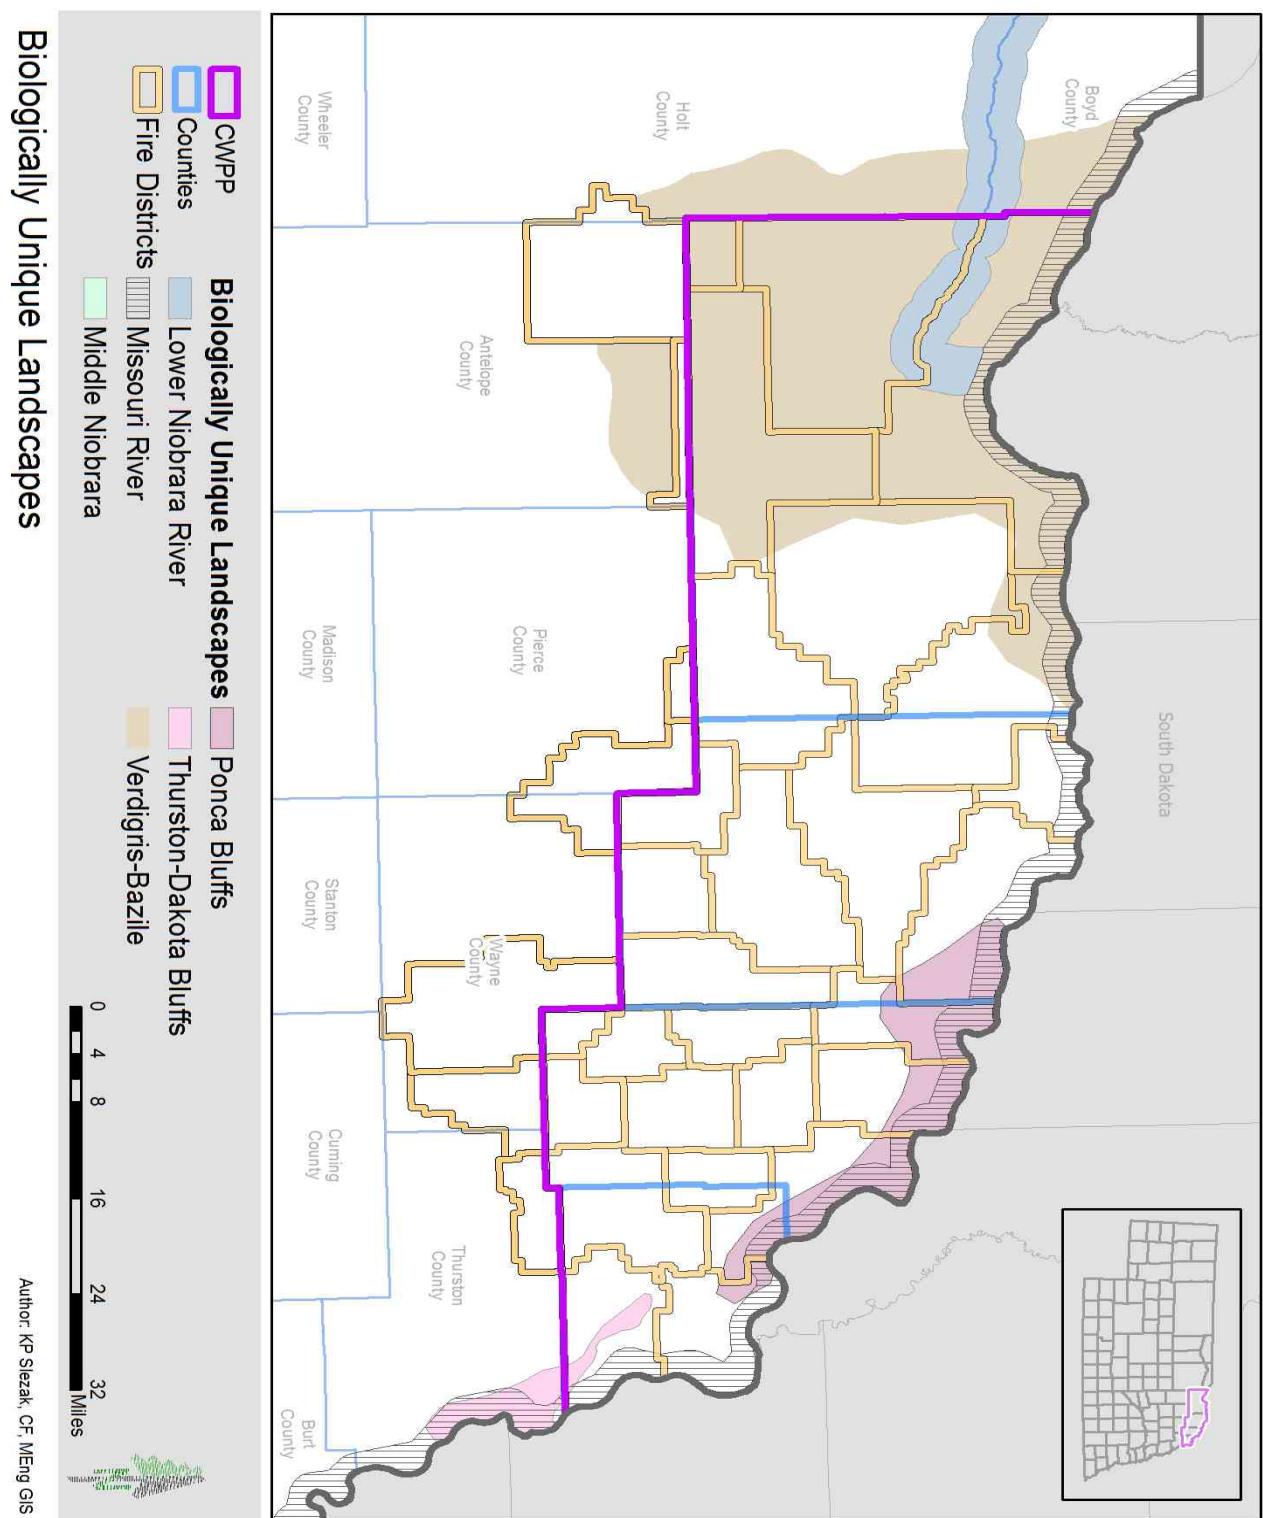 Boyd
County
Holt
County
Wheeler
County
South Dakota
Antelope
County
Pierce
County
Madison
County
Wayne
County
Stanton
County
Cuming
County
Thurston
County
Burt
County
CWPP
Counties
Fire Districts
Biologically Unique Landscapes
Lower Niobrara River
Missouri River
Middle Niobrara
Ponca Bluffs
Thurston-Dakota Bluffs
Verdigris-Bazile
0 4 8 16 24 32
Miles
Biologically Unique Landscapes
Author: KP Slezak, CF, MEng GIS